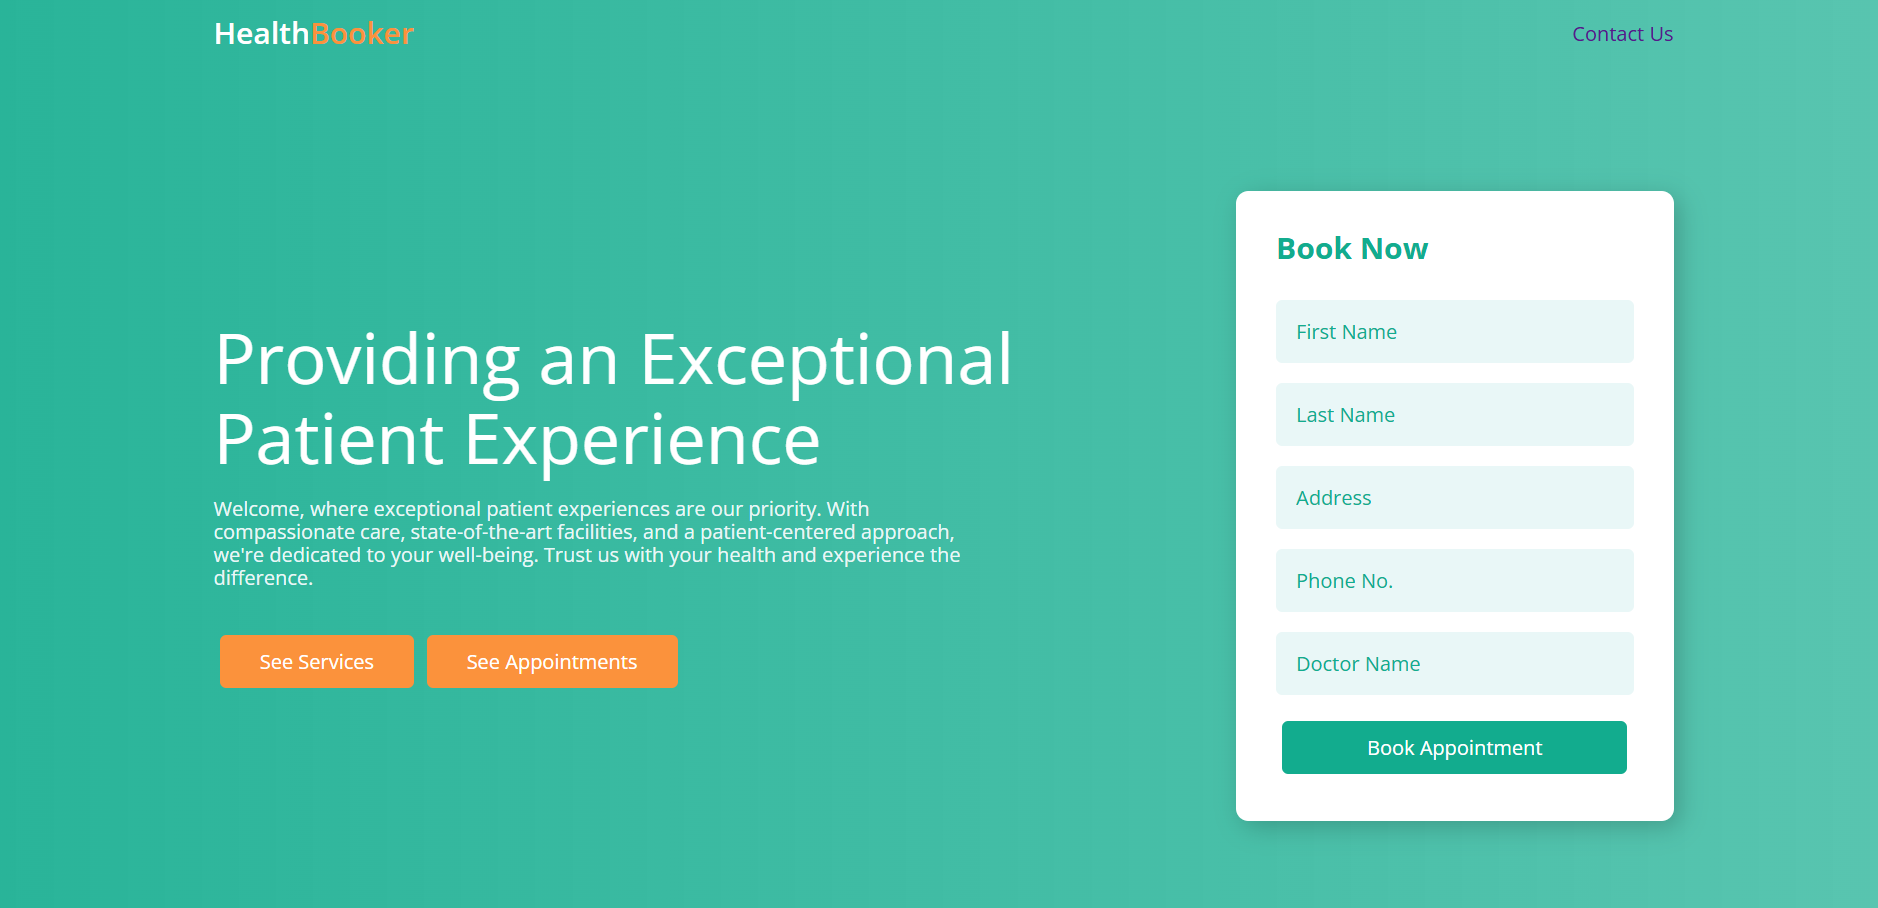 HealthBooker
Contact Us
Providing an Exceptional
Patient Experience
Welcome, where exceptional patient experiences are our priority. With
compassionate care, state-of-the-art facilities, and a patient-centered approach,
we're dedicated to your well-being. Trust us with your health and experience the
difference.
See Services
See Appointments
Book Now
First Name
Last Name
Address
Phone No.
Doctor Name
Book Appointment